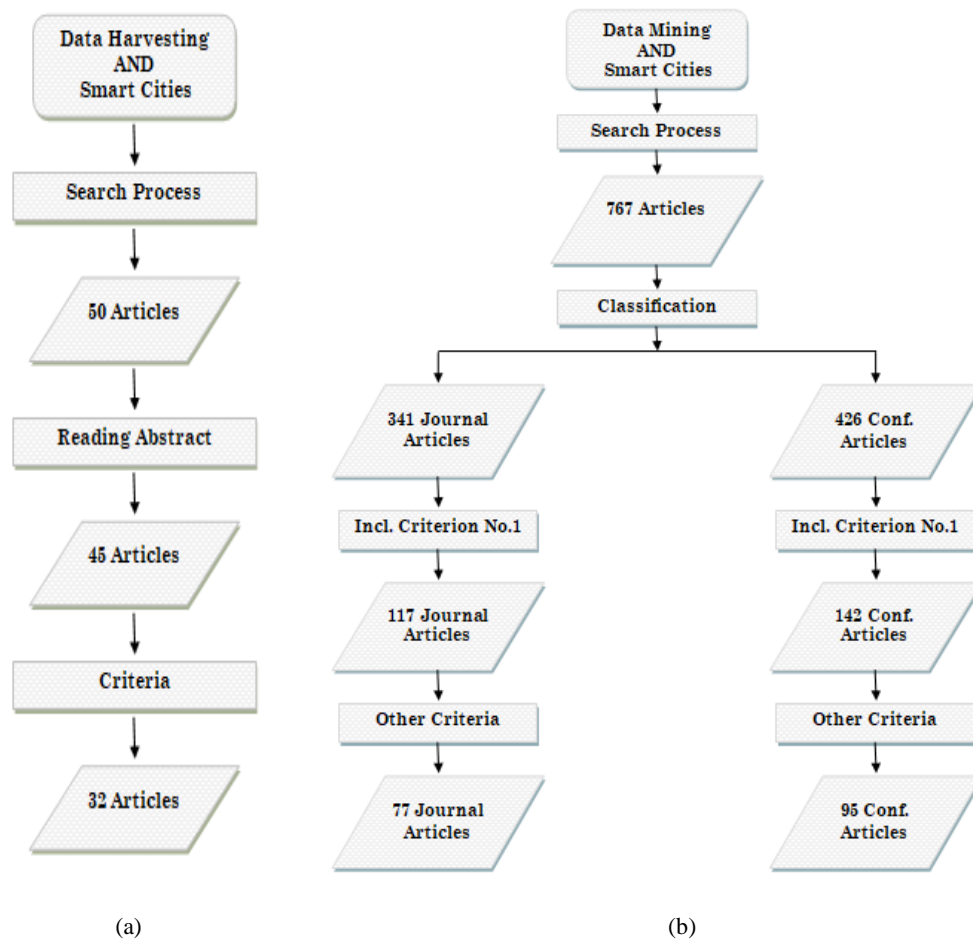 Data Harvesting
AND
Smart Cities
Search Process
50 Articles
Reading Abstract
45 Articles
Criteria
32 Articles
(a)
Data Mining
AND
Smart Cities
Search Process
767 Articles
Classification
341 Journal
Articles
Incl. Criterion No.1
117 Journal
Articles
Other Criteria
77 Journal
Articles
426 Conf.
Articles
Incl. Criterion No.1
142 Conf.
Articles
Other Criteria
95 Conf.
Articles
(b)